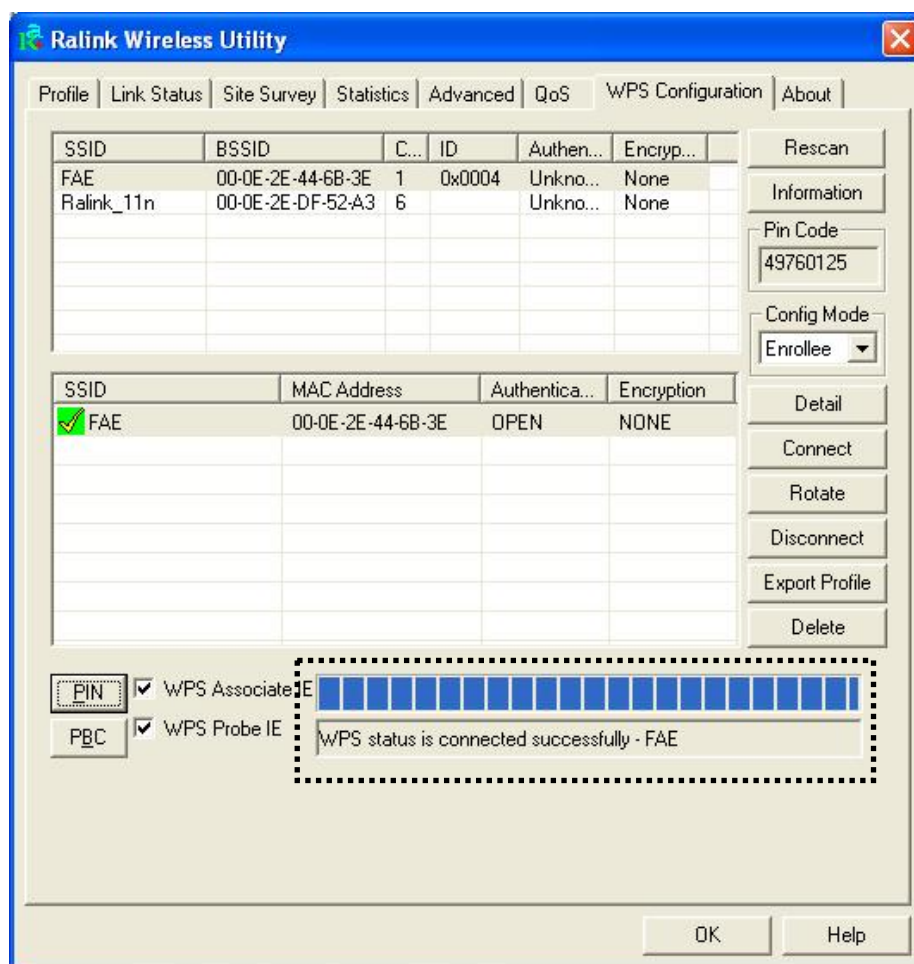 Ralink Wireless Utility
Profile Link Status Site Survey Statistics Advanced QoS WPS Configuration About
SSID BSSID C... ID Authen... Encryp...
FAE 00-0E-2E-44-6B-3E 1 0x0004 Unkno... None
Ralink_11n 00-0E-2E-DF-52-A3 6 Unkno... None
Rescan
Information
Pin Code
49760125
Config Mode
Enrollee
SSID MAC Address Authentica... Encryption
FAE 00-0E-2E-44-6B-3E OPEN NONE
Detail
Connect
Rotate
Disconnect
Export Profile
Delete
PIN WPS Associate IE
PBC WPS Probe IE WPS status is connected successfully - FAE
OK Help